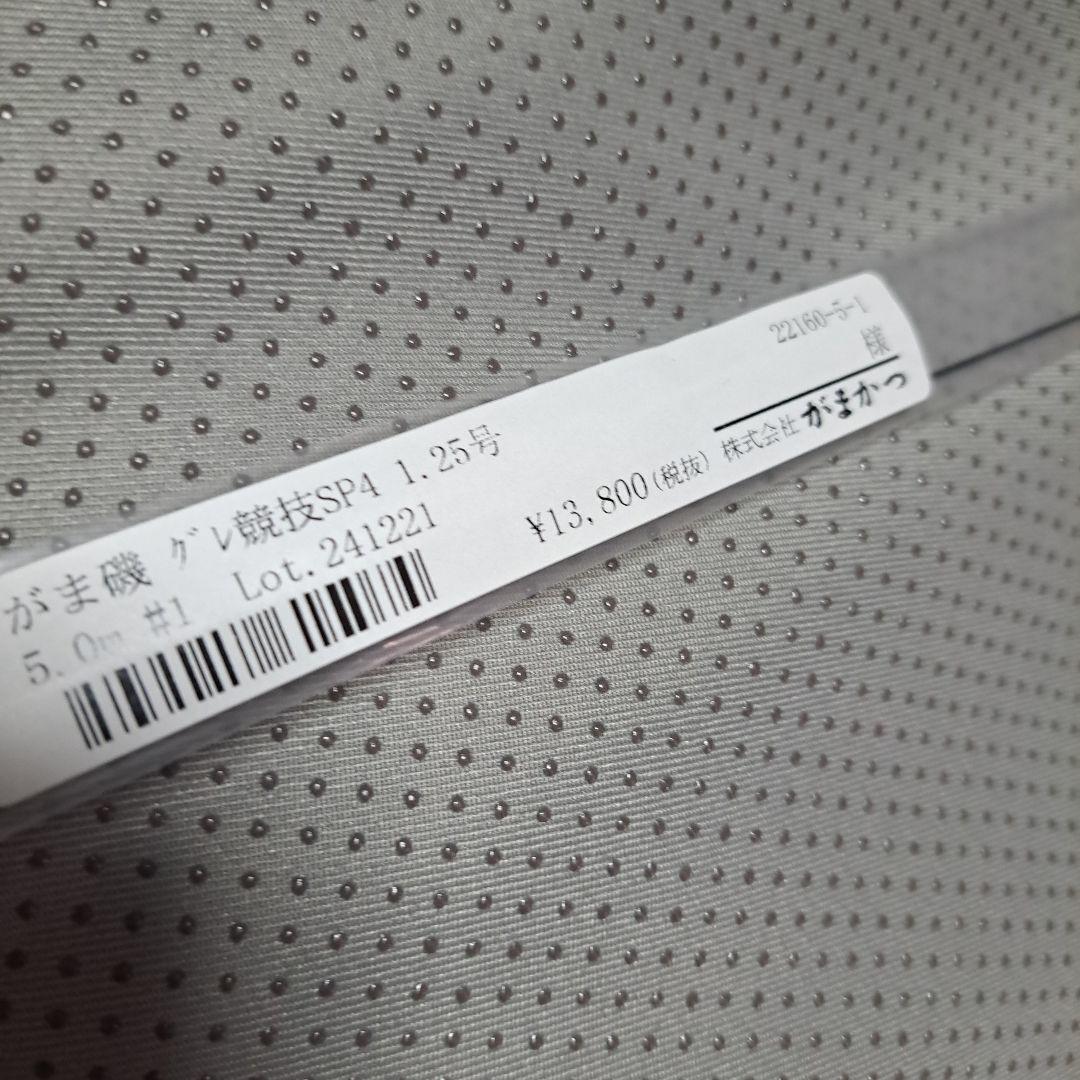 がま磯 グレ競技SP4 1.25号
5.0m #1 Lot.241221
¥13,800(税抜)
22160-5-1
様
株式会社がまかつ